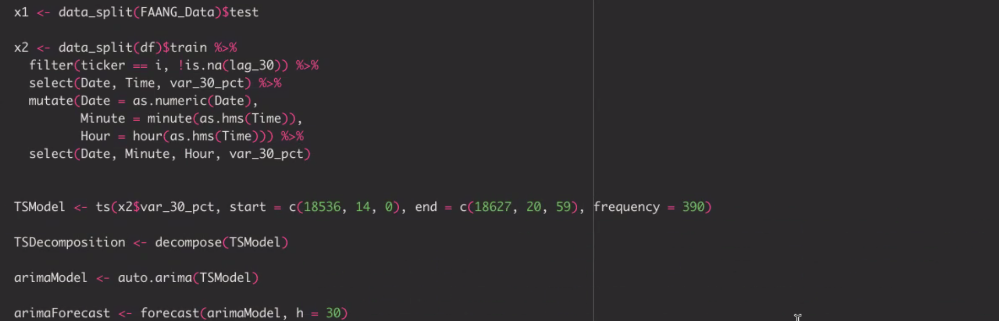 x1 <- data_split(FAANG_Data)$test
x2 <- data_split(df)$train %>%
  filter(ticker == i, !is.na(lag_30)) %>%
  select(Date, Time, var_30_pct) %>%
  mutate(Date = as.numeric(Date),
         Minute = minute(as.hms(Time)),
         Hour = hour(as.hms(Time))) %>%
  select(Date, Minute, Hour, var_30_pct)
TSModel <- ts(x2$var_30_pct, start = c(18536, 14, 0), end = c(18627, 20, 59), frequency = 390)
TSDecomposition <- decompose(TSModel)
arimaModel <- auto.arima(TSModel)
arimaForecast <- forecast(arimaModel, h = 30)